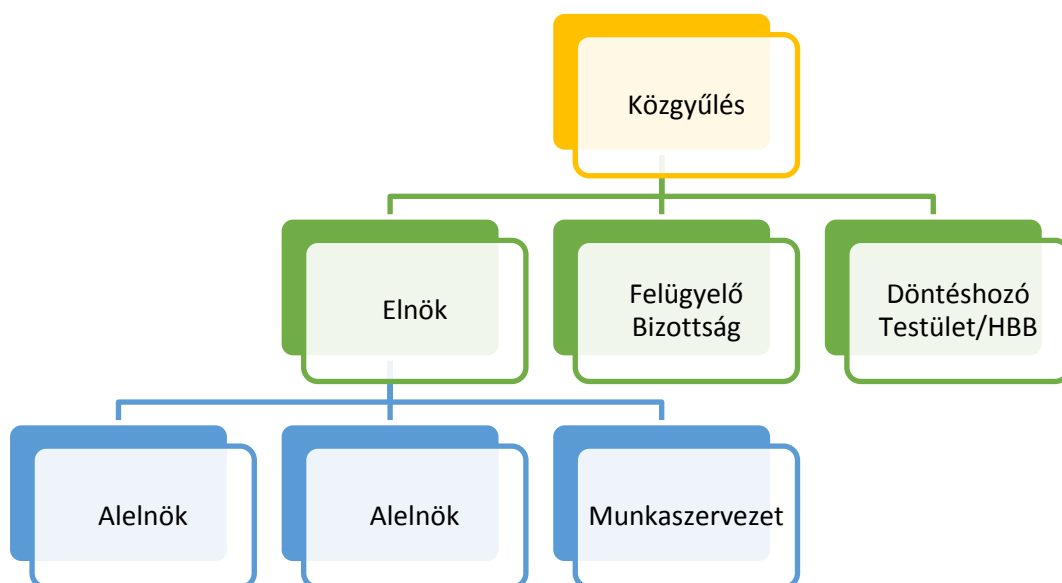 Közgyűlés
Elnök
Felügyelő
Bizottság
Döntéshozó
Testület/HBB
Alelnök
Alelnök
Munkaszervezet